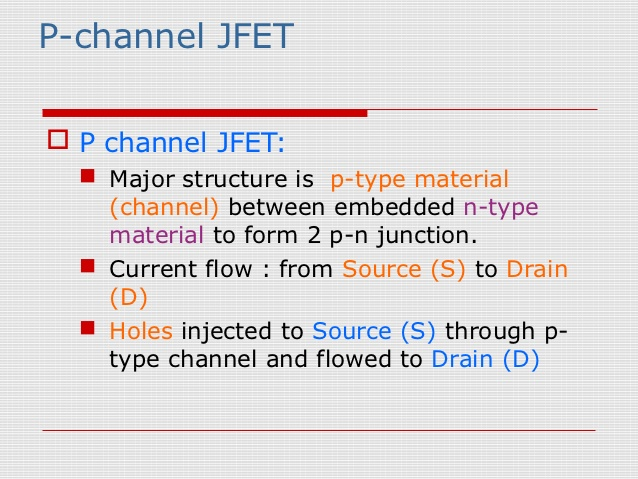 P-channel JFET
P channel JFET:
Major structure is p-type material
(channel) between embedded n-type
material to form 2 p-n junction.
Current flow : from Source (S) to Drain
(D)
Holes injected to Source (S) through p-
type channel and flowed to Drain (D)